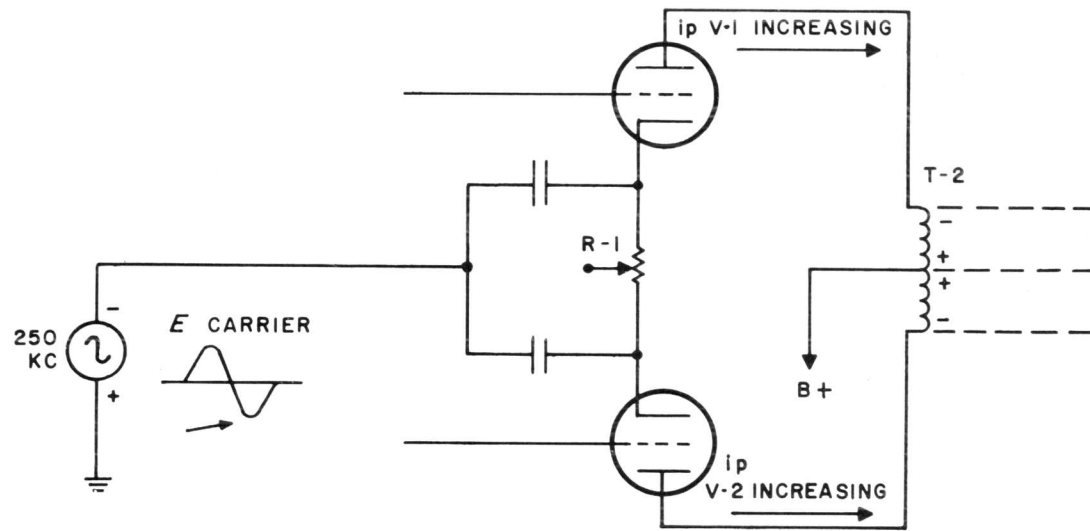 ip V-1 INCREASING
T-2
-
+
+
-
R-1
B+
250
KC
-
+
E CARRIER
ip
V-2 INCREASING